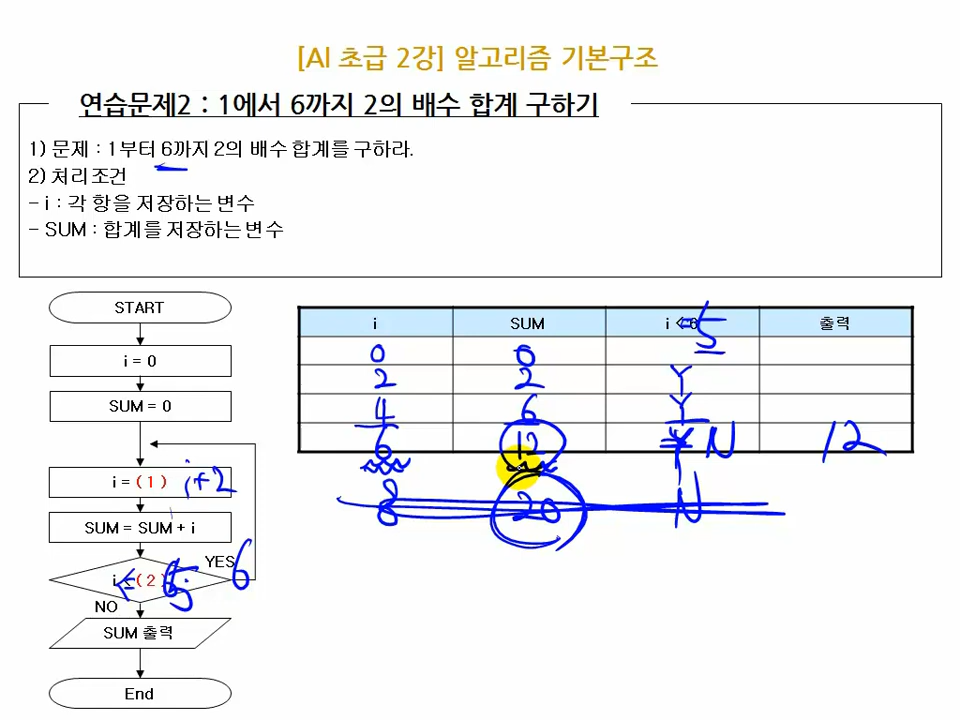 [AI 초급 2강] 알고리즘 기본구조
연습문제2 : 1에서 6까지 2의 배수 합계 구하기
1) 문제 : 1부터 6까지 2의 배수 합계를 구하라.
2) 처리조건
- i : 각 항을 저장하는 변수
- SUM : 합계를 저장하는 변수
START
i = 0
SUM = 0
i = (1) i+2
SUM = SUM + i
i < (2) 6
YES
NO
SUM 출력
End
i SUM i < 6 5 출력
0 0
2 2 Y
4 6 Y
6 12 N 12
8 20 N